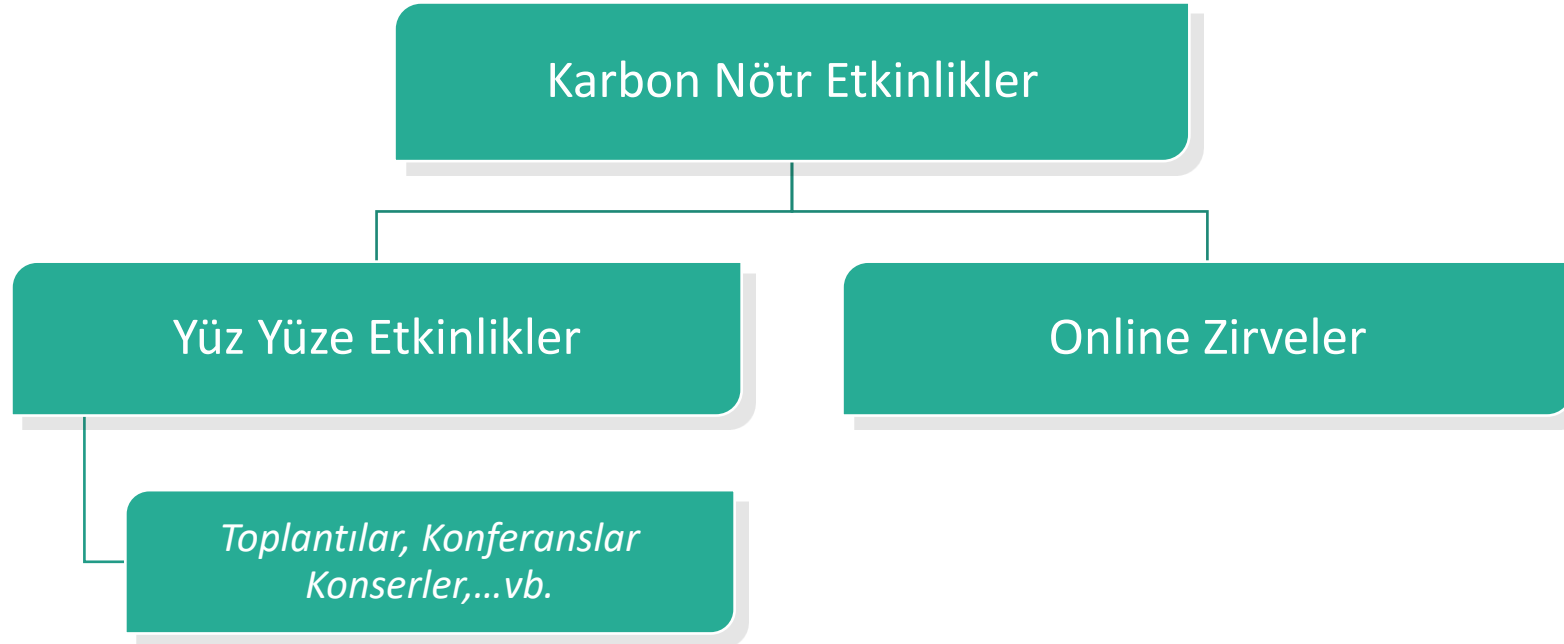 Karbon Nötr Etkinlikler
Yüz Yüze Etkinlikler
Online Zirveler
Toplantılar, Konferanslar
Konserler,...vb.